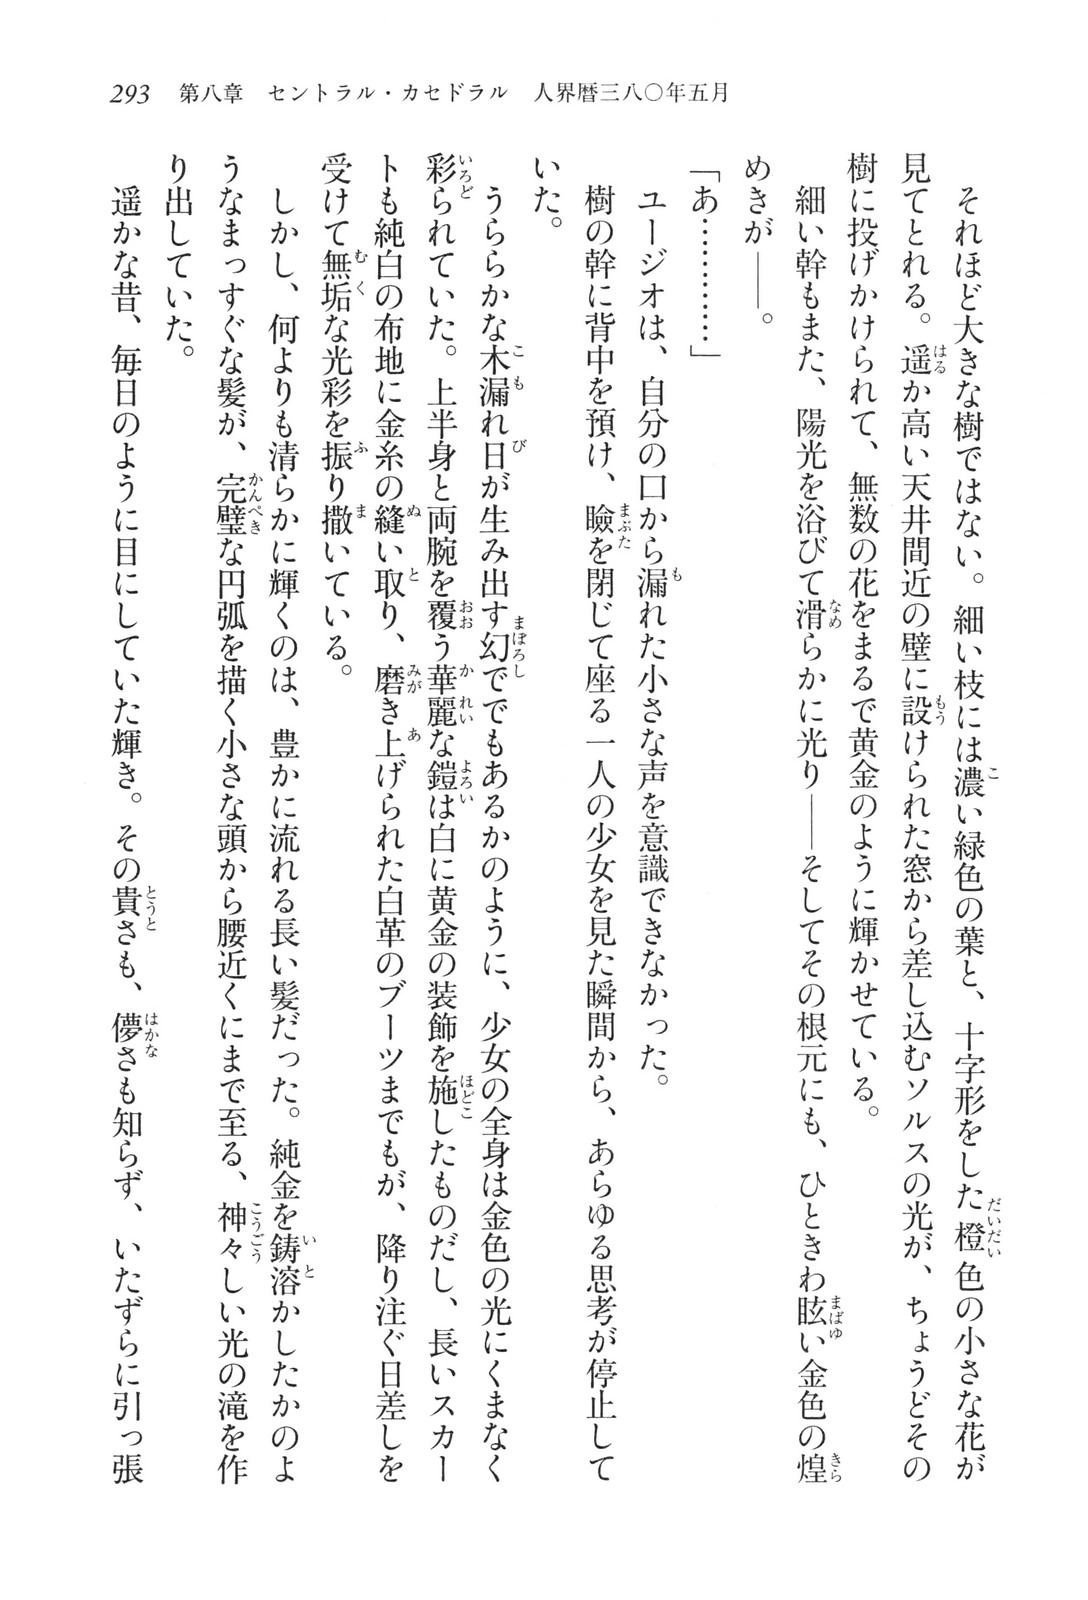 293 第八章 セントラル・カセドラル 人界暦三八〇年五月
それほど大きな樹ではない。細い枝には濃い緑色の葉と、十字形をした橙色の小さな花が
見てとれる。遥か高い天井間近の壁に設けられた窓から差し込むソルスの光が、ちょうどその
樹に投げかけられて、無数の花をまるで黄金のように輝かせている。
細い幹もまた、陽光を浴びて滑らかに光り――そしてその根元にも、ひときわ眩い金色の煌
めきが――。
「あ…………」
ユージオは、自分の口から漏れた小さな声を意識できなかった。
樹の幹に背中を預け、瞼を閉じて座る一人の少女を見た瞬間から、あらゆる思考が停止して
いた。
うららかな木漏れ日が生み出す幻ででもあるかのように、少女の全身は金色の光にくまなく
彩られていた。上半身と両腕を覆う華麗な鎧は白に黄金の装飾を施したものだし、長いスカー
トも純白の布地に金糸の縫い取り、磨き上げられた白革のブーツまでもが、降り注ぐ日差しを
受けて無垢な光彩を振り撒いている。
しかし、何よりも清らかに輝くのは、豊かに流れる長い髪だった。純金を鋳溶かしたかのよ
うなまっすぐな髪が、完璧な円弧を描く小さな頭から腰近くにまで至る、神々しい光の滝を作
り出していた。
遥かな昔、毎日のように目にしていた輝き。その貴さも、儚さも知らず、いたずらに引っ張